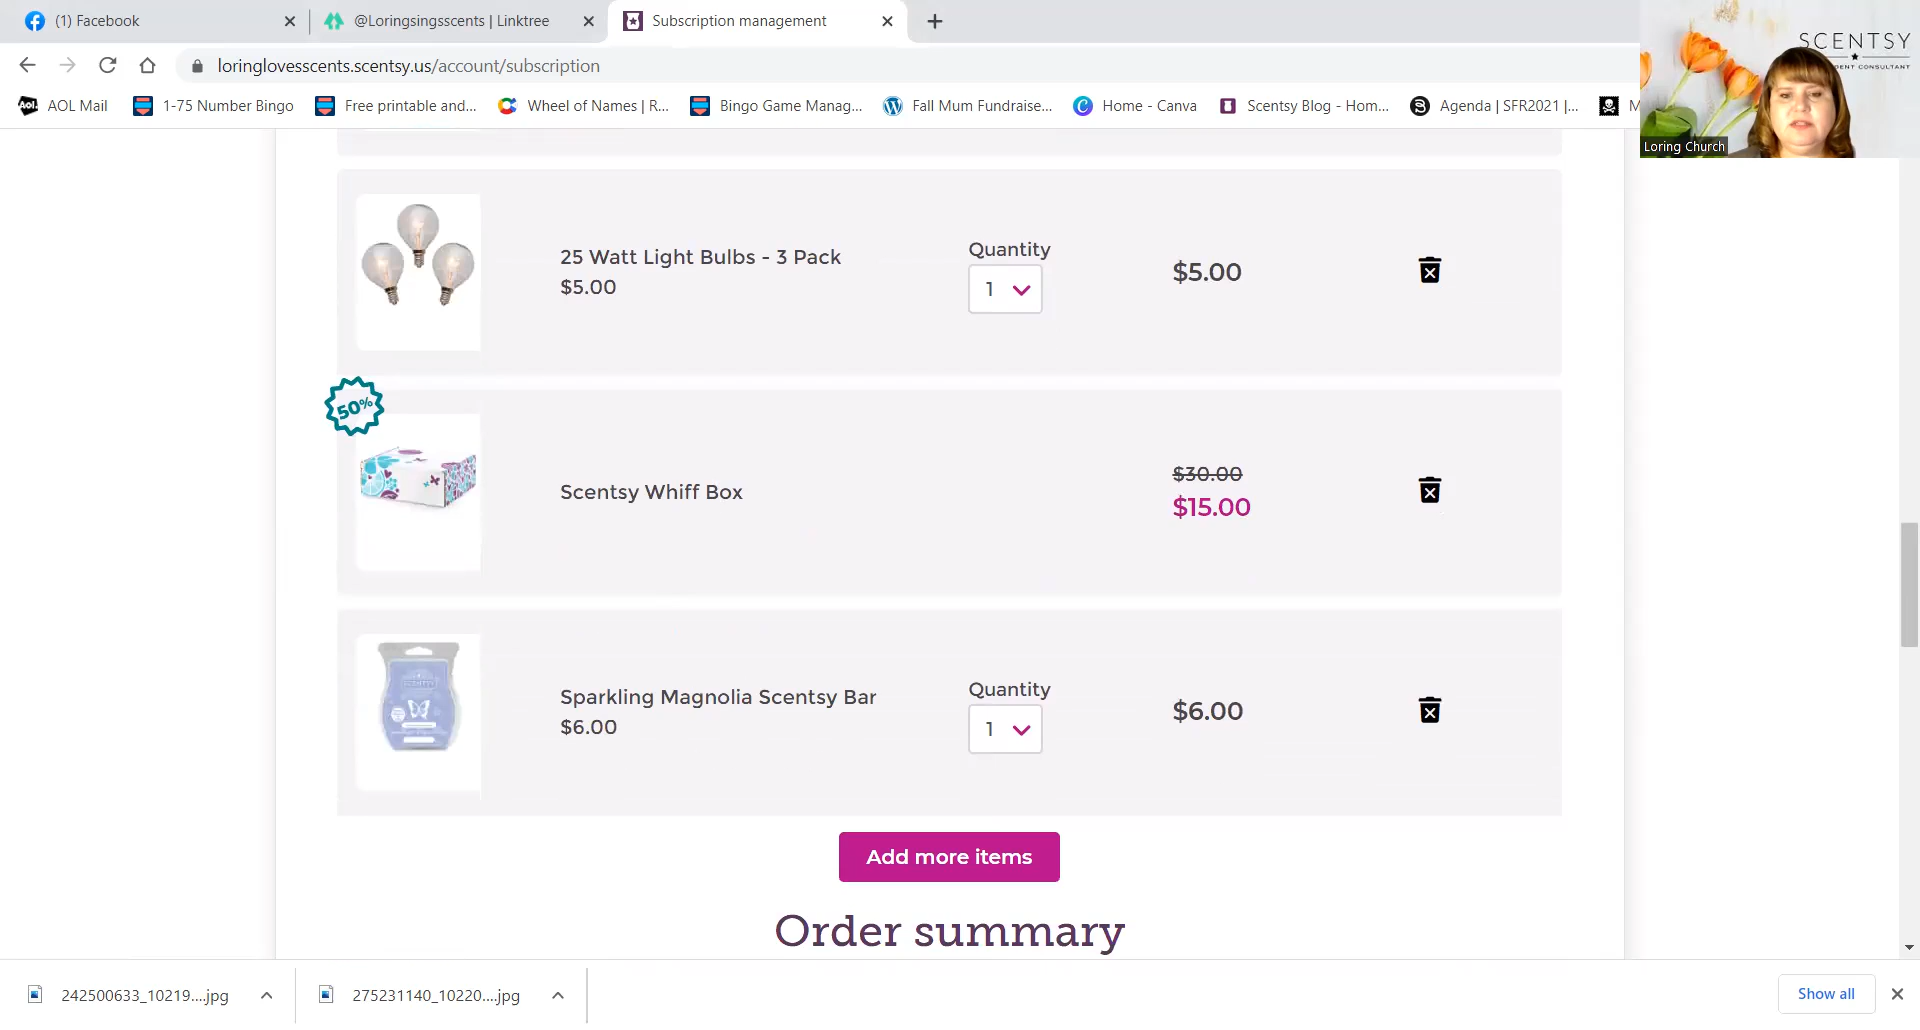 (1) Facebook
@Loringsingsscents | Linktree
Subscription management
loringlovesscents.scentsy.us/account/subscription
AOL Mail
1-75 Number Bingo
Free printable and...
Wheel of Names | R...
Bingo Game Manag...
Fall Mum Fundraise...
Home - Canva
Scentsy Blog - Hom...
Agenda | SFR2021 |...
M
SCENTSY
Loring Church
25 Watt Light Bulbs - 3 Pack
$5.00
Quantity
1
$5.00
50%
Scentsy Whiff Box
$30.00
$15.00
Sparkling Magnolia Scentsy Bar
$6.00
Quantity
1
$6.00
Add more items
Order summary
242500633_10219....jpg
275231140_10220....jpg
Show all